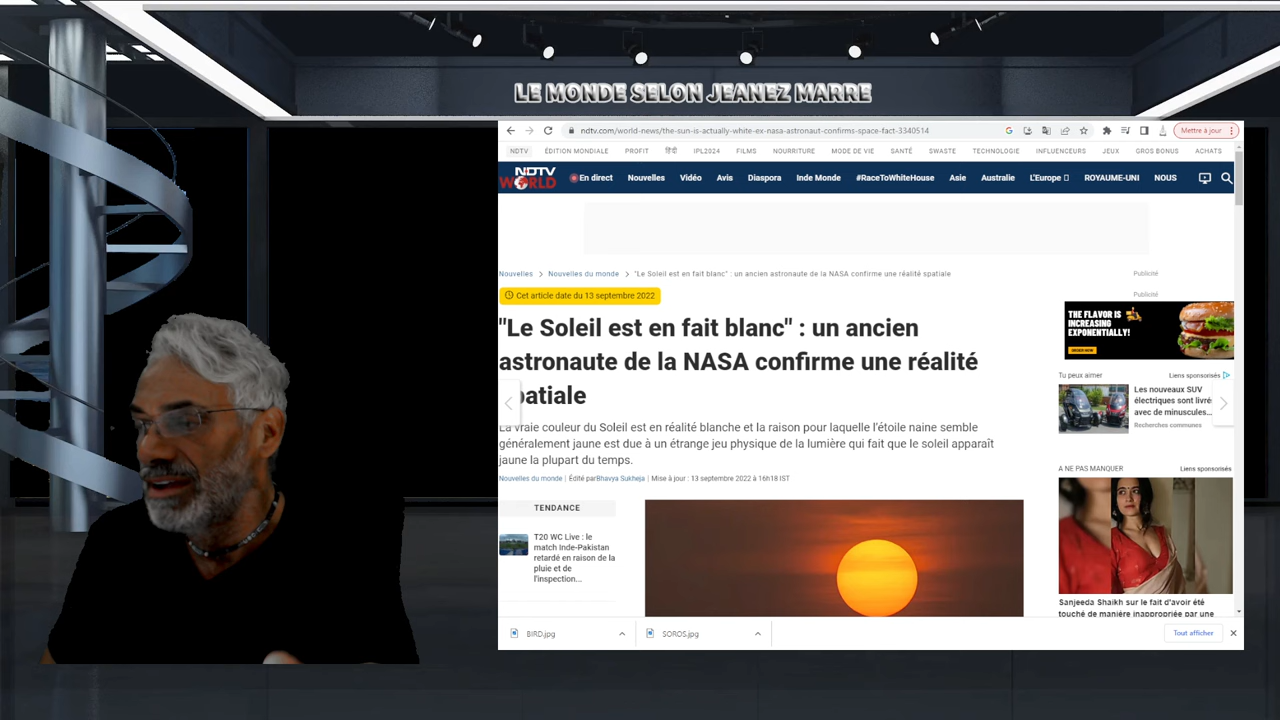 LE MONDE SELON JEANEZ MARRE
ndtv.com/world-news/the-sun-is-actually-white-ex-nasa-astronaut-confirms-space-fact-3340514
Mettre à jour
NDTV ÉDITION MONDIALE PROFIT हिंदी IPL2024 FILMS NOURRITURE MODE DE VIE SANTÉ SWASTE TECHNOLOGIE INFLUENCEURS JEUX GROS BONUS ACHATS
NDTV
WORLD
En direct Nouvelles Vidéo Avis Diaspora Inde Monde #RaceToWhiteHouse Asie Australie L'Europe ROYAUME-UNI NOUS
Nouvelles > Nouvelles du monde > "Le Soleil est en fait blanc" : un ancien astronaute de la NASA confirme une réalité spatiale
Publicité
Cet article date du 13 septembre 2022
"Le Soleil est en fait blanc" : un ancien
astronaute de la NASA confirme une réalité
spatiale
La vraie couleur du Soleil est en réalité blanche et la raison pour laquelle l'étoile naine semble
généralement jaune est due à un étrange jeu physique de la lumière qui fait que le soleil apparaît
jaune la plupart du temps.
Nouvelles du monde | Édité parBhavya Sukheja | Mise à jour : 13 septembre 2022 à 16h18 IST
TENDANCE
T20 WC Live : le
match Inde-Pakistan
retardé en raison de la
pluie et de
l'inspection...
Publicité
THE FLAVOR IS
INCREASING
EXPONENTIALLY!
ORDER NOW
Tu peux aimer Liens sponsorisés
Les nouveaux SUV
électriques sont livré
avec de minuscules...
Recherches communes
A NE PAS MANQUER Liens sponsorisés
Sanjeeda Shaikh sur le fait d'avoir été
touché de manière inappropriée par une
BIRD.jpg SOROS.jpg Tout afficher